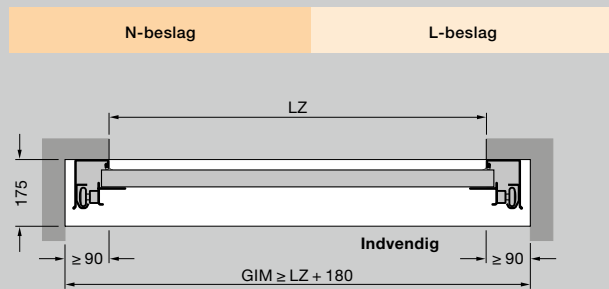 N-beslag L-beslag
LZ
175
Indvendig
≥ 90 ≥ 90
GIM ≥ LZ + 180